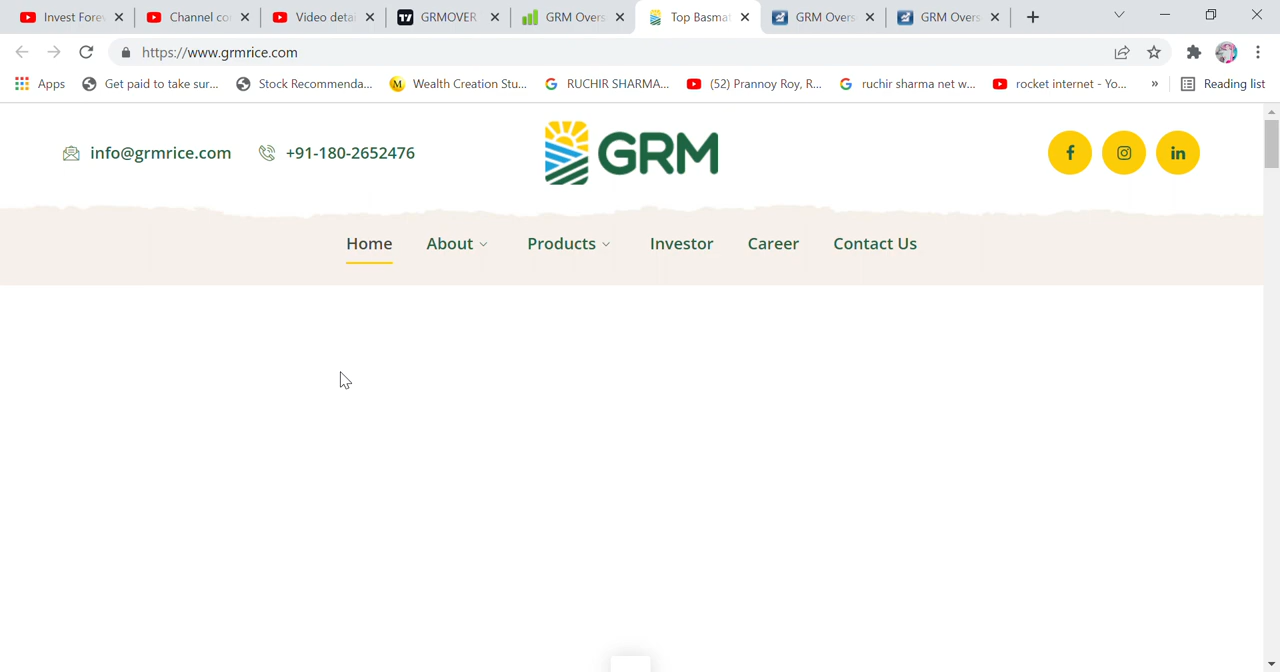 Invest Fore
Channel co
Video detai
GRMOVER
GRM Overs
Top Basmat
GRM Overs
GRM Overs
https://www.grmrice.com
Apps
Get paid to take sur...
Stock Recommenda...
Wealth Creation Stu...
RUCHIR SHARMA...
(52) Prannoy Roy, R...
ruchir sharma net w...
rocket internet - Yo...
»
Reading list
info@grmrice.com
+91-180-2652476
GRM
Home
About
Products
Investor
Career
Contact Us